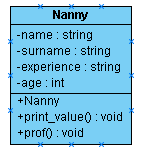 Nanny
-name : string
-surname : string
-experience : string
-age : int
+Nanny
+print_value() : void
+prof() : void